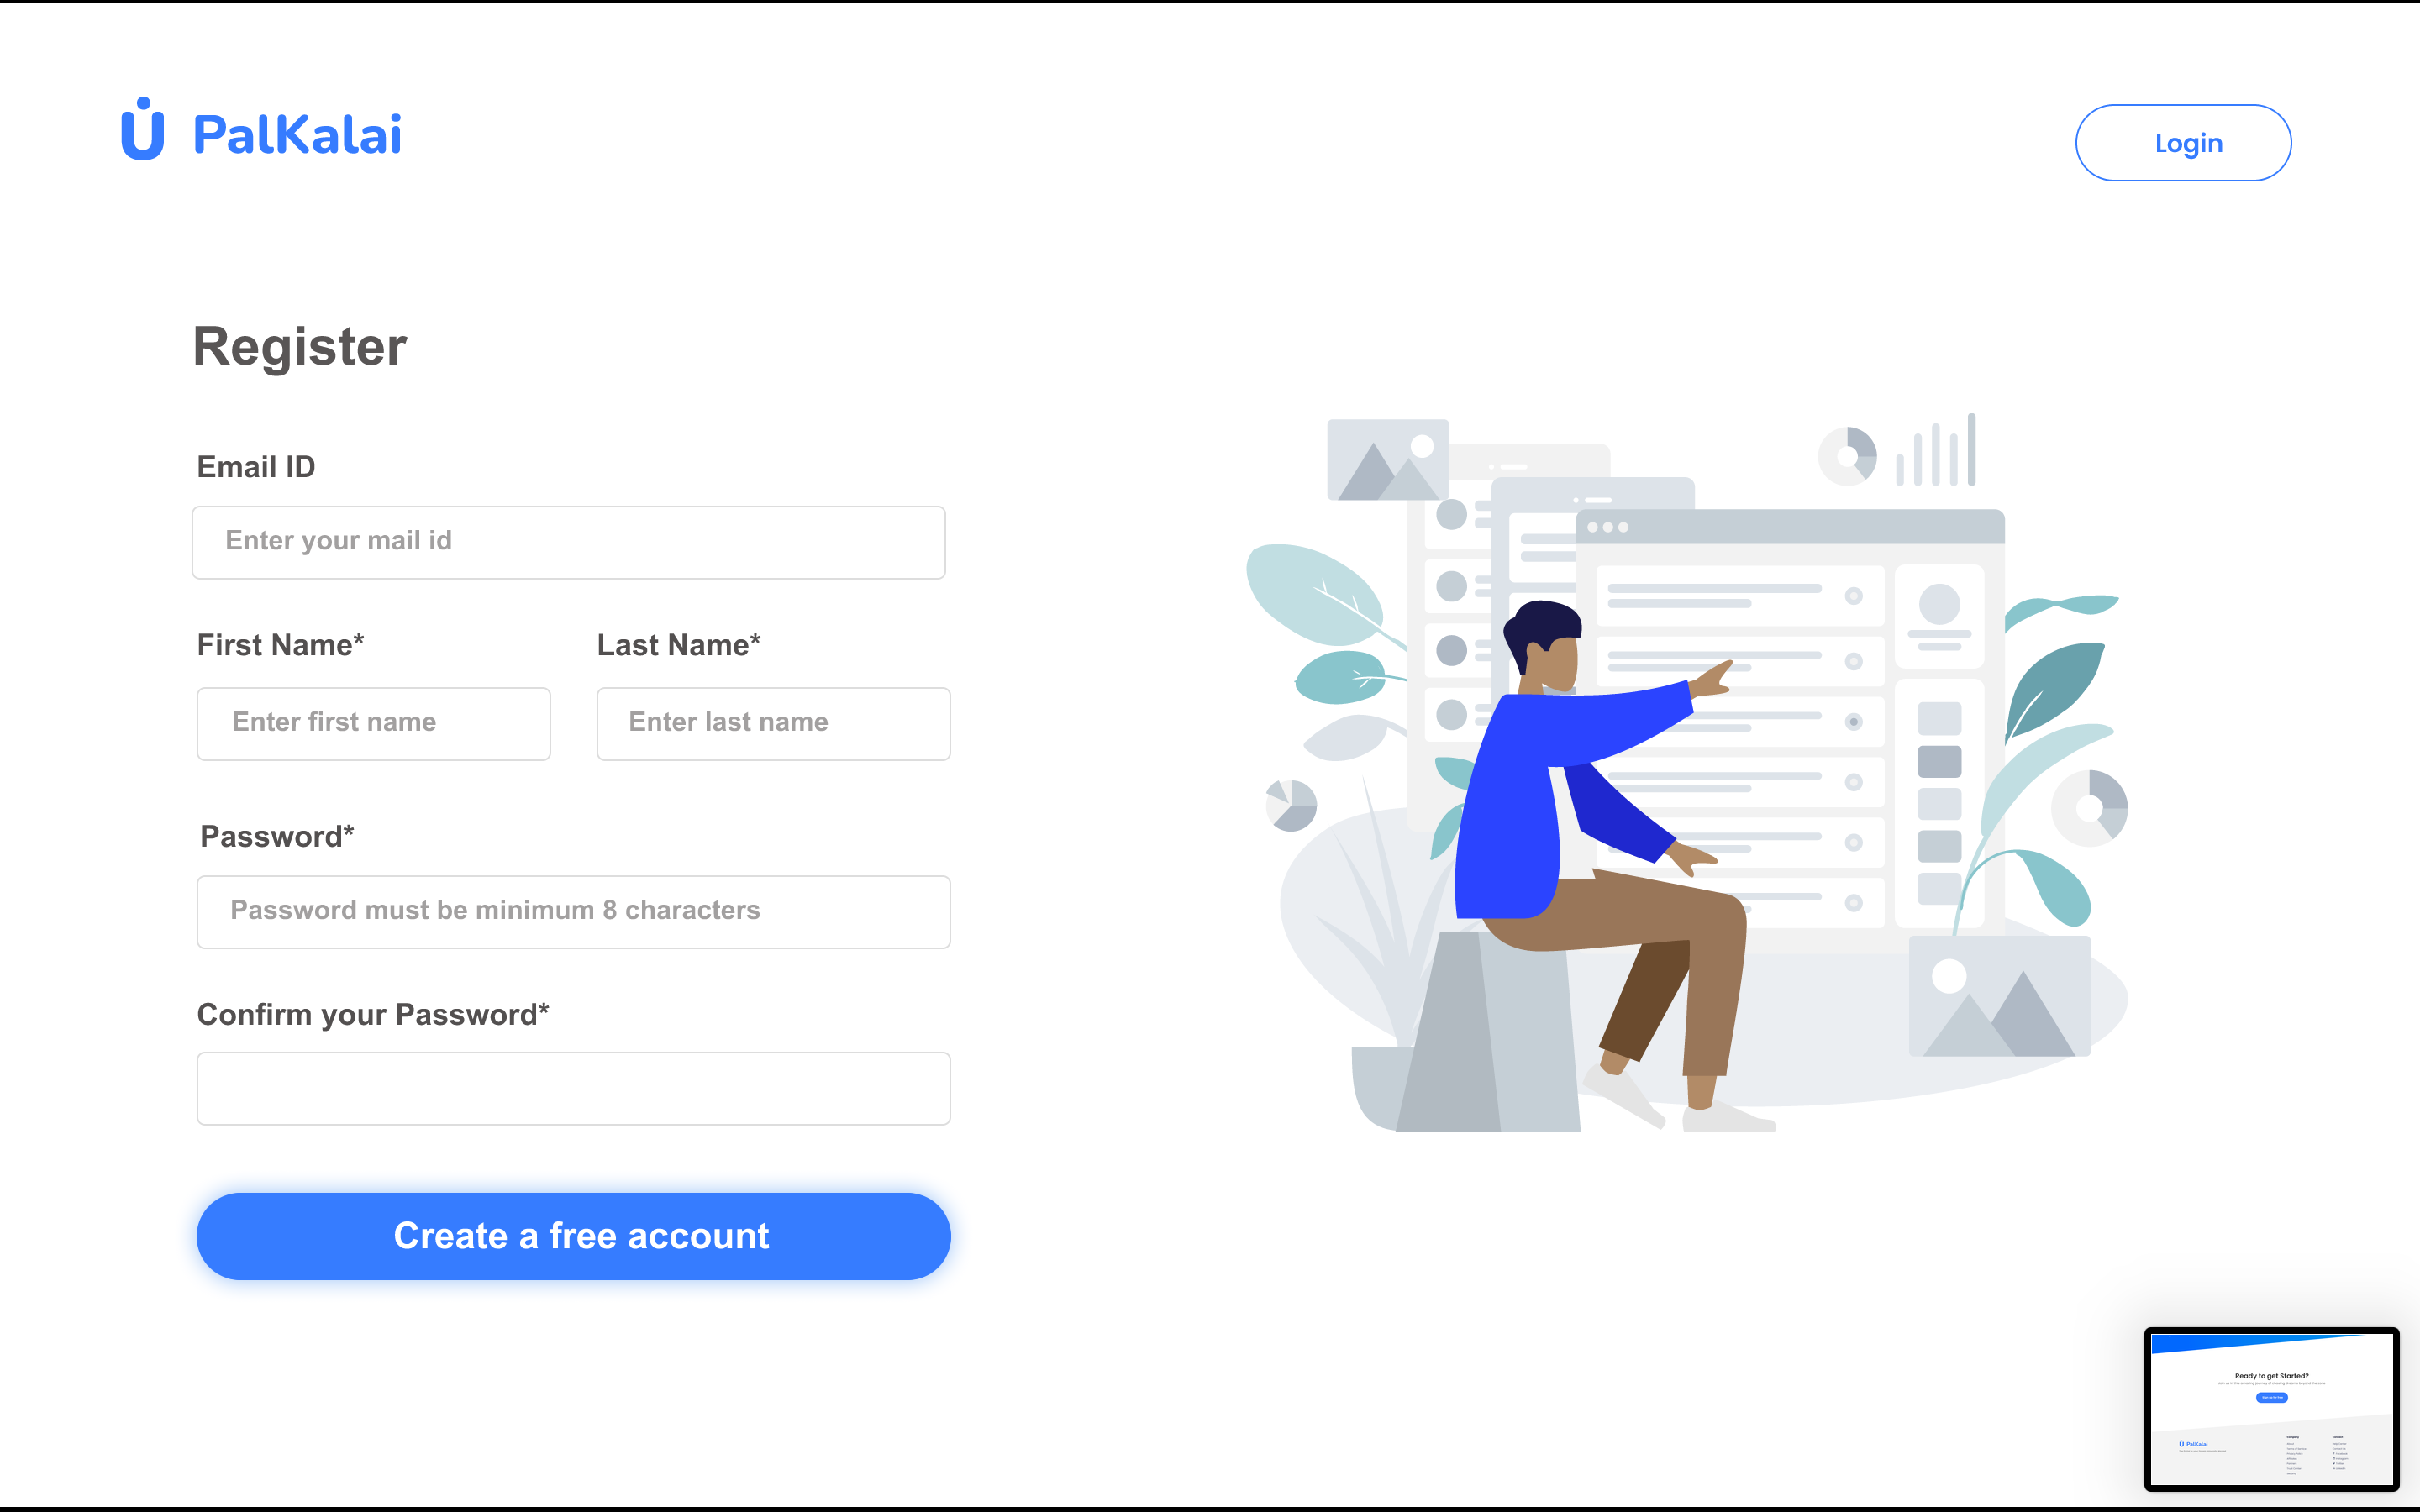 PalKalai
Login
Register
Email ID
Enter your mail id
First Name* Last Name*
Enter first name Enter last name
Password*
Password must be minimum 8 characters
Confirm your Password*
Create a free account
Ready to get Started?
PalKalai